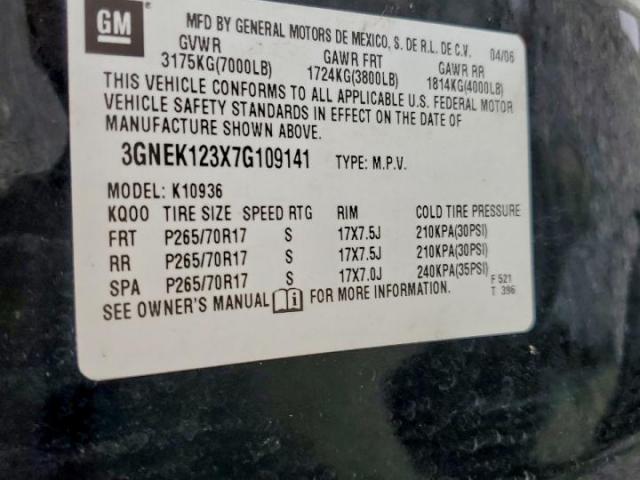 GM
®
MFD BY GENERAL MOTORS DE MEXICO, S. DE R.L. DE C.V. 04/06
GVWR GAWR FRT GAWR RR
3175KG(7000LB) 1724KG(3800LB) 1814KG(4000LB)
THIS VEHICLE CONFORMS TO ALL APPLICABLE U.S. FEDERAL MOTOR
VEHICLE SAFETY STANDARDS IN EFFECT ON THE DATE OF
MANUFACTURE SHOWN ABOVE.
3GNEK123X7G109141 TYPE: M.P.V.
MODEL: K10936
KQOO TIRE SIZE SPEED RTG RIM COLD TIRE PRESSURE
FRT P265/70R17 S 17X7.5J 210KPA(30PSI)
RR P265/70R17 S 17X7.5J 210KPA(30PSI)
SPA P265/70R17 S 17X7.0J 240KPA(35PSI)
SEE OWNER'S MANUAL i FOR MORE INFORMATION.
F 521
T 396